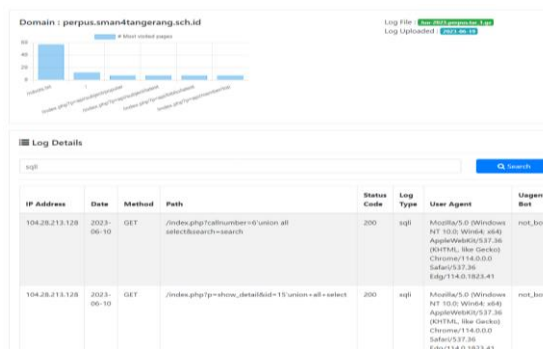 Domain : perpus.sman4tangerang.sch.id
Log File :
Log Uploaded : 2023-06-19
# Most visited pages
60
40
20
0
/
Log Details
sqli
Search
IP Address Date Method Path Status Code Log Type User Agent Uagent Bot
104.28.213.128 2023-06-10 GET /index.php?callnumber=6'union all select&search=search 200 sqli Mozilla/5.0 (Windows NT 10.0; Win64; x64) AppleWebKit/537.36 (KHTML, like Gecko) Chrome/114.0.0.0 Safari/537.36 Edg/114.0.1823.41 not_bo
104.28.213.128 2023-06-10 GET /index.php?p=show_detail&id=15'union+all+select 200 sqli Mozilla/5.0 (Windows NT 10.0; Win64; x64) AppleWebKit/537.36 (KHTML, like Gecko) Chrome/114.0.0.0 Safari/537.36 Edg/114.0.1823.41 not_bo